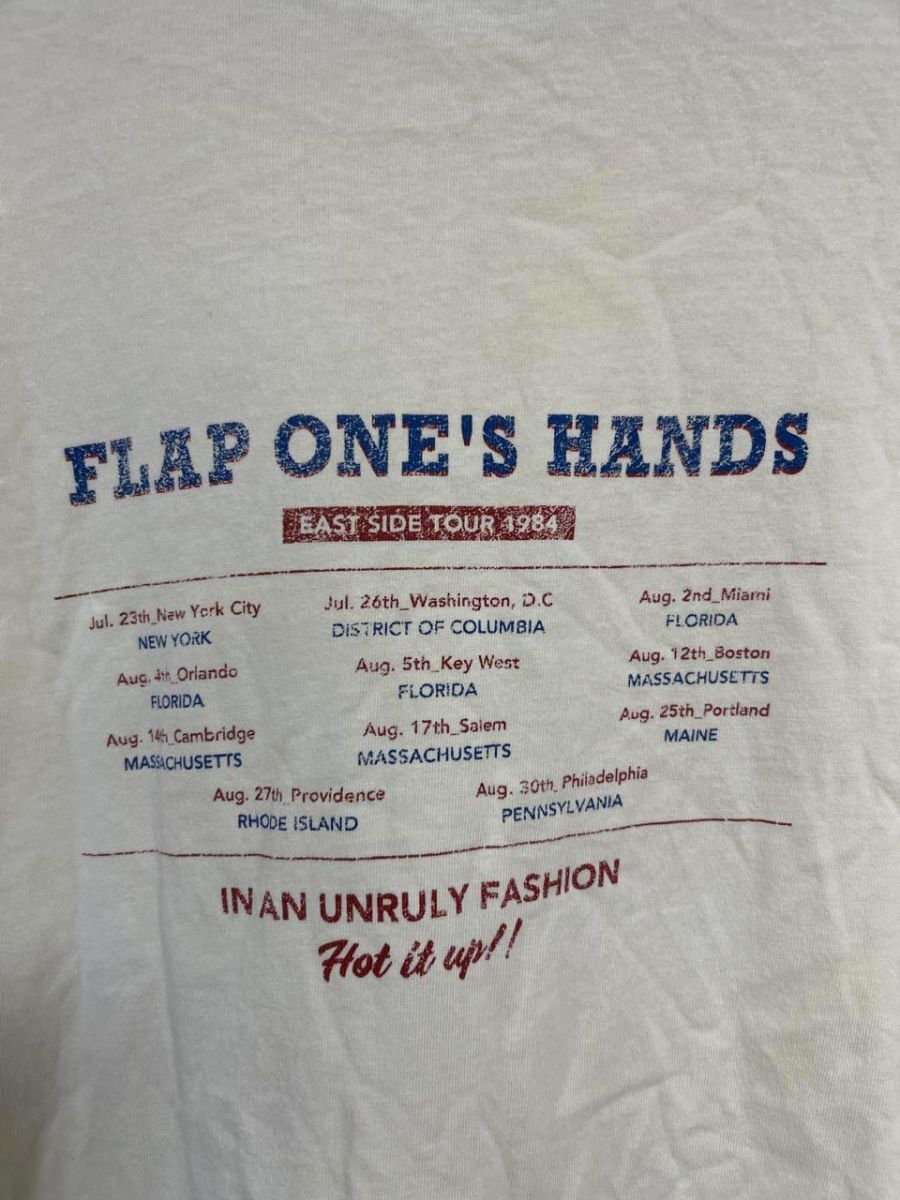 FLAP ONE'S HANDS
EAST SIDE TOUR 1984
Jul. 23th_New York City
NEW YORK
Jul. 26th_Washington, D.C
DISTRICT OF COLUMBIA
Aug. 2nd_Miami
FLORIDA
Aug. 4th_Orlando
FLORIDA
Aug. 5th_Key West
FLORIDA
Aug. 12th_Boston
MASSACHUSETTS
Aug. 14th_Cambridge
MASSACHUSETTS
Aug. 17th_Salem
MASSACHUSETTS
Aug. 25th_Portland
MAINE
Aug. 27th_Providence
RHODE ISLAND
Aug. 30th_Philadelphia
PENNSYLVANIA
IN AN UNRULY FASHION
Hot it up!!